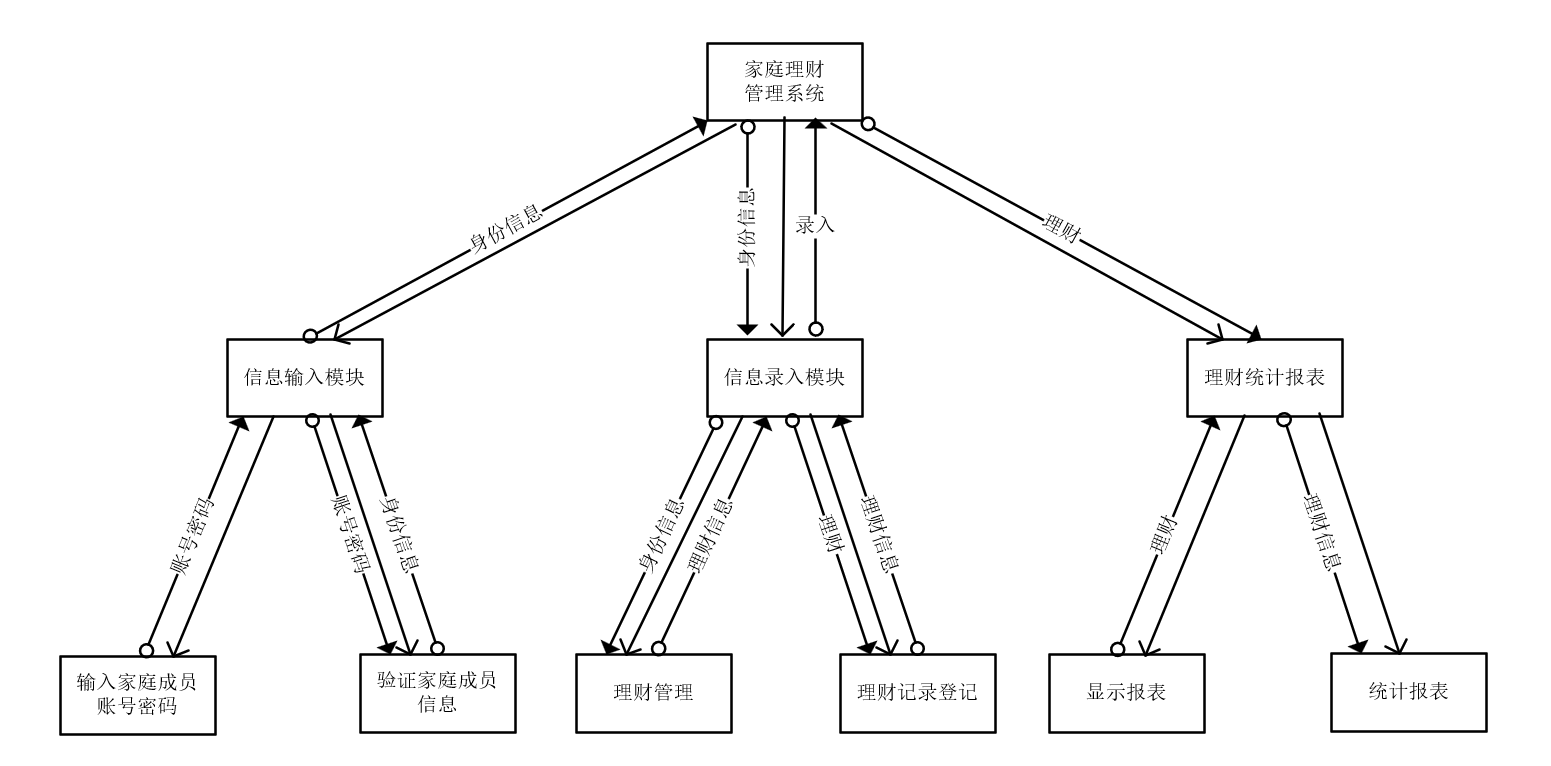 家庭理财
管理系统
身份信息
身份信息
录入
理财
信息输入模块
信息录入模块
理财统计报表
账号密码
账号密码
身份信息
身份信息
理财信息
理财
理财信息
理财
理财信息
输入家庭成员
账号密码
验证家庭成员
信息
理财管理
理财记录登记
显示报表
统计报表